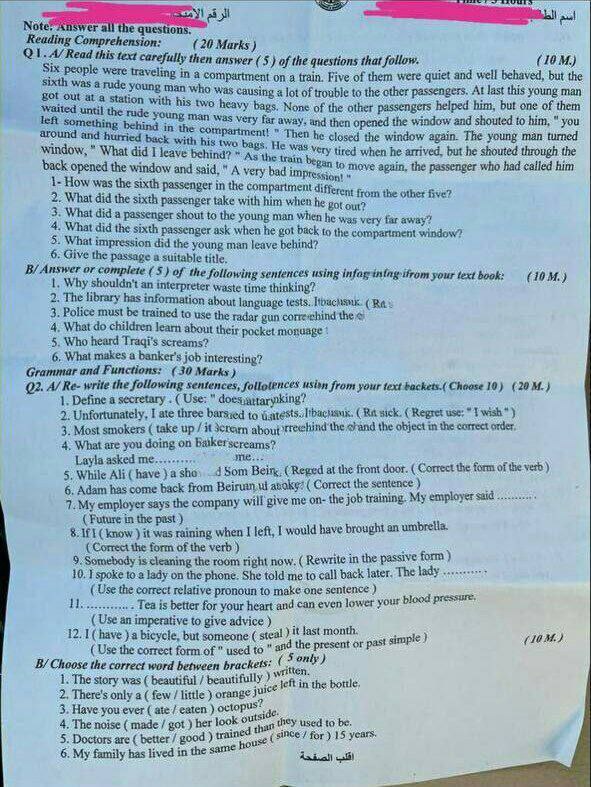 اسم الطا
الرقم الامتحـ
Time / 3 Hours
Note: Answer all the questions.
Reading Comprehension: ( 20 Marks )
Q1. A/ Read this text carefully then answer ( 5 ) of the questions that follow. ( 10 M.)
Six people were traveling in a compartment on a train. Five of them were quiet and well behaved, but the
sixth was a rude young man who was causing a lot of trouble to the other passengers. At last this young man
got out at a station with his two heavy bags. None of the other passengers helped him, but one of them
waited until the rude young man was very far away, and then opened the window and shouted to him, " you
left something behind in the compartment! " Then he closed the window again. The young man turned
around and hurried back with his two bags. He was very tired when he arrived, but he shouted through the
window, " What did I leave behind? " As the train began to move again, the passenger who had called him
back opened the window and said, " A very bad impression! "
1- How was the sixth passenger in the compartment different from the other five?
2. What did the sixth passenger take with him when he got out?
3. What did a passenger shout to the young man when he was very far away?
4. What did the sixth passenger ask when he got back to the compartment window?
5. What impression did the young man leave behind?
6. Give the passage a suitable title.
B/ Answer or complete ( 5 ) of the following sentences using from your text book: ( 10 M. )
1. Why shouldn't an interpreter waste time thinking?
2. The library has information about language tests.
3. Police must be trained to use the radar gun
4. What do children learn about their pocket
5. Who heard Traqi's screams?
6. What makes a banker's job interesting?
Grammar and Functions: ( 30 Marks )
Q2. A/ Re- write the following sentences, ( Choose 10 ) ( 20 M. )
1. Define a secretary . ( Use: "
2. Unfortunately, I ate three sick. ( Regret use: " I wish " )
3. Most smokers ( take up / it and the object in the correct order.
4. What are you doing on
Layla asked me.......... me...
5. While Ali ( have ) a at the front door. ( Correct the form of the verb )
6. Adam has come back from ( Correct the sentence )
7. My employer says the company will give me on- the job training. My employer said ..........
( Future in the past )
8. If I ( know ) it was raining when I left, I would have brought an umbrella.
( Correct the form of the verb )
9. Somebody is cleaning the room right now. ( Rewrite in the passive form )
10. I spoke to a lady on the phone. She told me to call back later. The lady ...........
( Use the correct relative pronoun to make one sentence )
11. ............ . Tea is better for your heart and can even lower your blood pressure.
( Use an imperative to give advice )
12. I ( have ) a bicycle, but someone ( steal ) it last month.
( Use the correct form of " used to " and the present or past simple )
B/ Choose the correct word between brackets: ( 5 only ) ( 10 M. )
1. The story was ( beautiful / beautifully ) written.
2. There's only a ( few / little ) orange juice left in the bottle.
3. Have you ever ( ate / eaten ) octopus?
4. The noise ( made / got ) her look outside.
5. Doctors are ( better / good ) trained than they used to be.
6. My family has lived in the same house ( since / for ) 15 years.
اقلب الصفحة